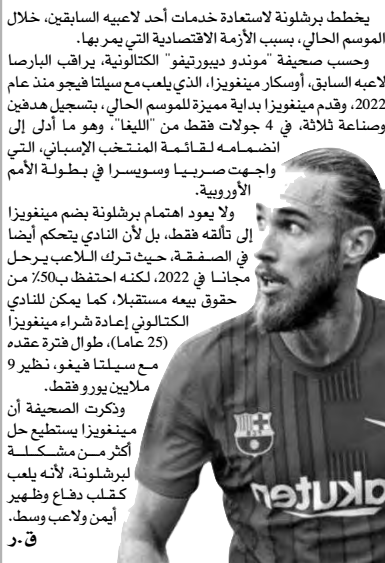 يخطط برشلونة لاستعادة خدمات أحد لاعبيه السابقين، خلال
الموسم الحالي، بسبب الأزمة الاقتصادية التي يمر بها.
وحسب صحيفة "موندو ديبورتيفو" الكتالونية، يراقب البارصا
لاعبه السابق، أوسكار مينغويزا، الذي يلعب مع سيلتا فيجو منذ عام
2022، وقدم مينغويزا بداية مميزة للموسم الحالي، بتسجيل هدفين
وصناعة ثلاثة، في 4 جولات فقط من "الليغا"، وهو ما أدلى إلى
انضمامه لقائمة المنتخب الإسباني، التي
واجهت صربيا وسويسرا في بطولة الأمم
الأوروبية.
ولا يعود اهتمام برشلونة بضم مينغويزا
إلى تألقه فقط، بل لأن النادي يتحكم أيضا
في الصفقة، حيث ترك اللاعب يرحل
مجانا في 2022، لكنه احتفظ ب50٪ من
حقوق بيعه مستقبلا، كما يمكن للنادي
الكتالوني إعادة شراء مينغويزا
(25 عاما)، طوال فترة عقده
مع سيلتا فيغو، نظير 9
ملايين يورو فقط.
وذكرت الصحيفة أن
مينغويزا يستطيع حل
أكثر من مشكلة
لبرشلونة، لأنه يلعب
كقلب دفاع وظهير
أيمن ولاعب وسط.
ق.ر
FCB
Rakuten